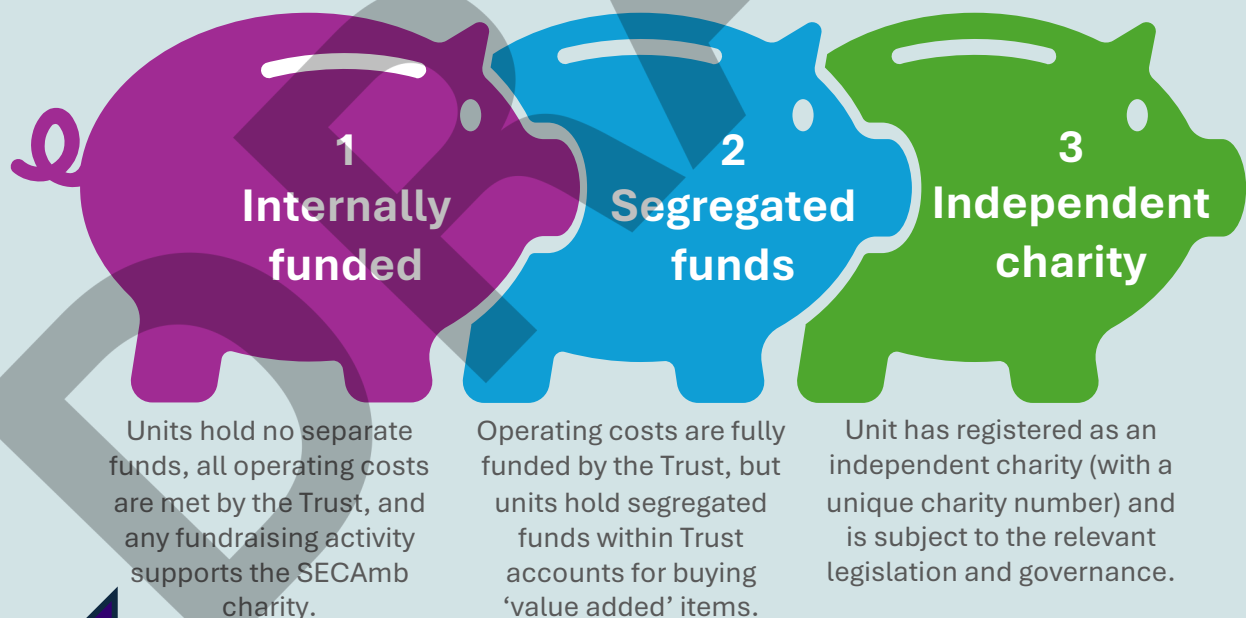 1
Internally
funded
2
Segregated
funds
3
Independent
charity
Units hold no separate
funds, all operating costs
are met by the Trust, and
any fundraising activity
supports the SECAmb
charity.
Operating costs are fully
funded by the Trust, but
units hold segregated
funds within Trust
accounts for buying
‘value added’ items.
Unit has registered as an
independent charity (with a
unique charity number) and
is subject to the relevant
legislation and governance.